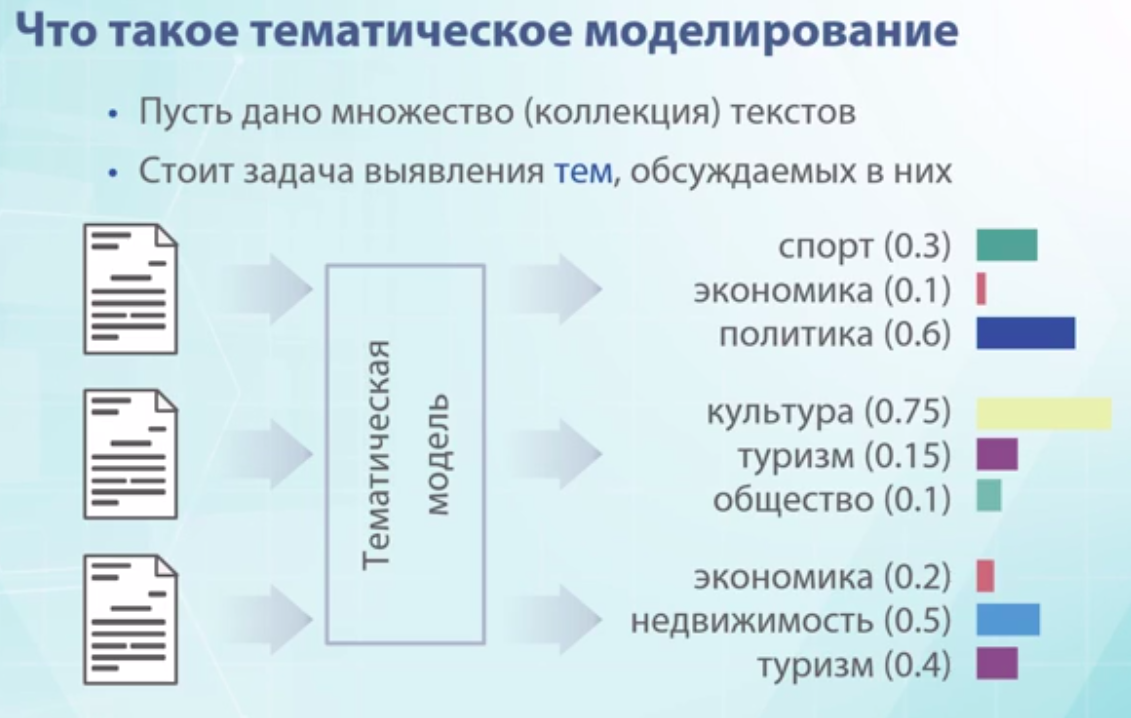 Что такое тематическое моделирование
• Пусть дано множество (коллекция) текстов
• Стоит задача выявления тем, обсуждаемых в них
Тематическая
модель
спорт (0.3)
экономика (0.1)
политика (0.6)
культура (0.75)
туризм (0.15)
общество (0.1)
экономика (0.2)
недвижимость (0.5)
туризм (0.4)